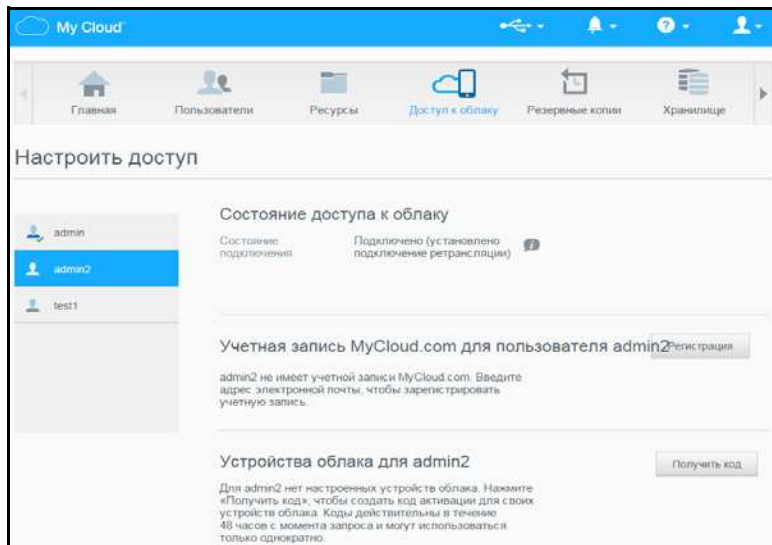 My Cloud
Главная
Пользователи
Ресурсы
Доступ к облаку
Резервные копии
Хранилище
Настроить доступ
admin
admin2
test1
Состояние доступа к облаку
Состояние
подключения
Подключено (установлено
подключение ретрансляции)
Учетная запись MyCloud.com для пользователя admin2
Регистрация
admin2 не имеет учетной записи MyCloud.com. Введите
адрес электронной почты, чтобы зарегистрировать
учетную запись.
Устройства облака для admin2
Получить код
Для admin2 нет настроенных устройств облака. Нажмите
«Получить код», чтобы создать код активации для своих
устройств облака. Коды действительны в течение
48 часов с момента запроса и могут использоваться
только однократно.